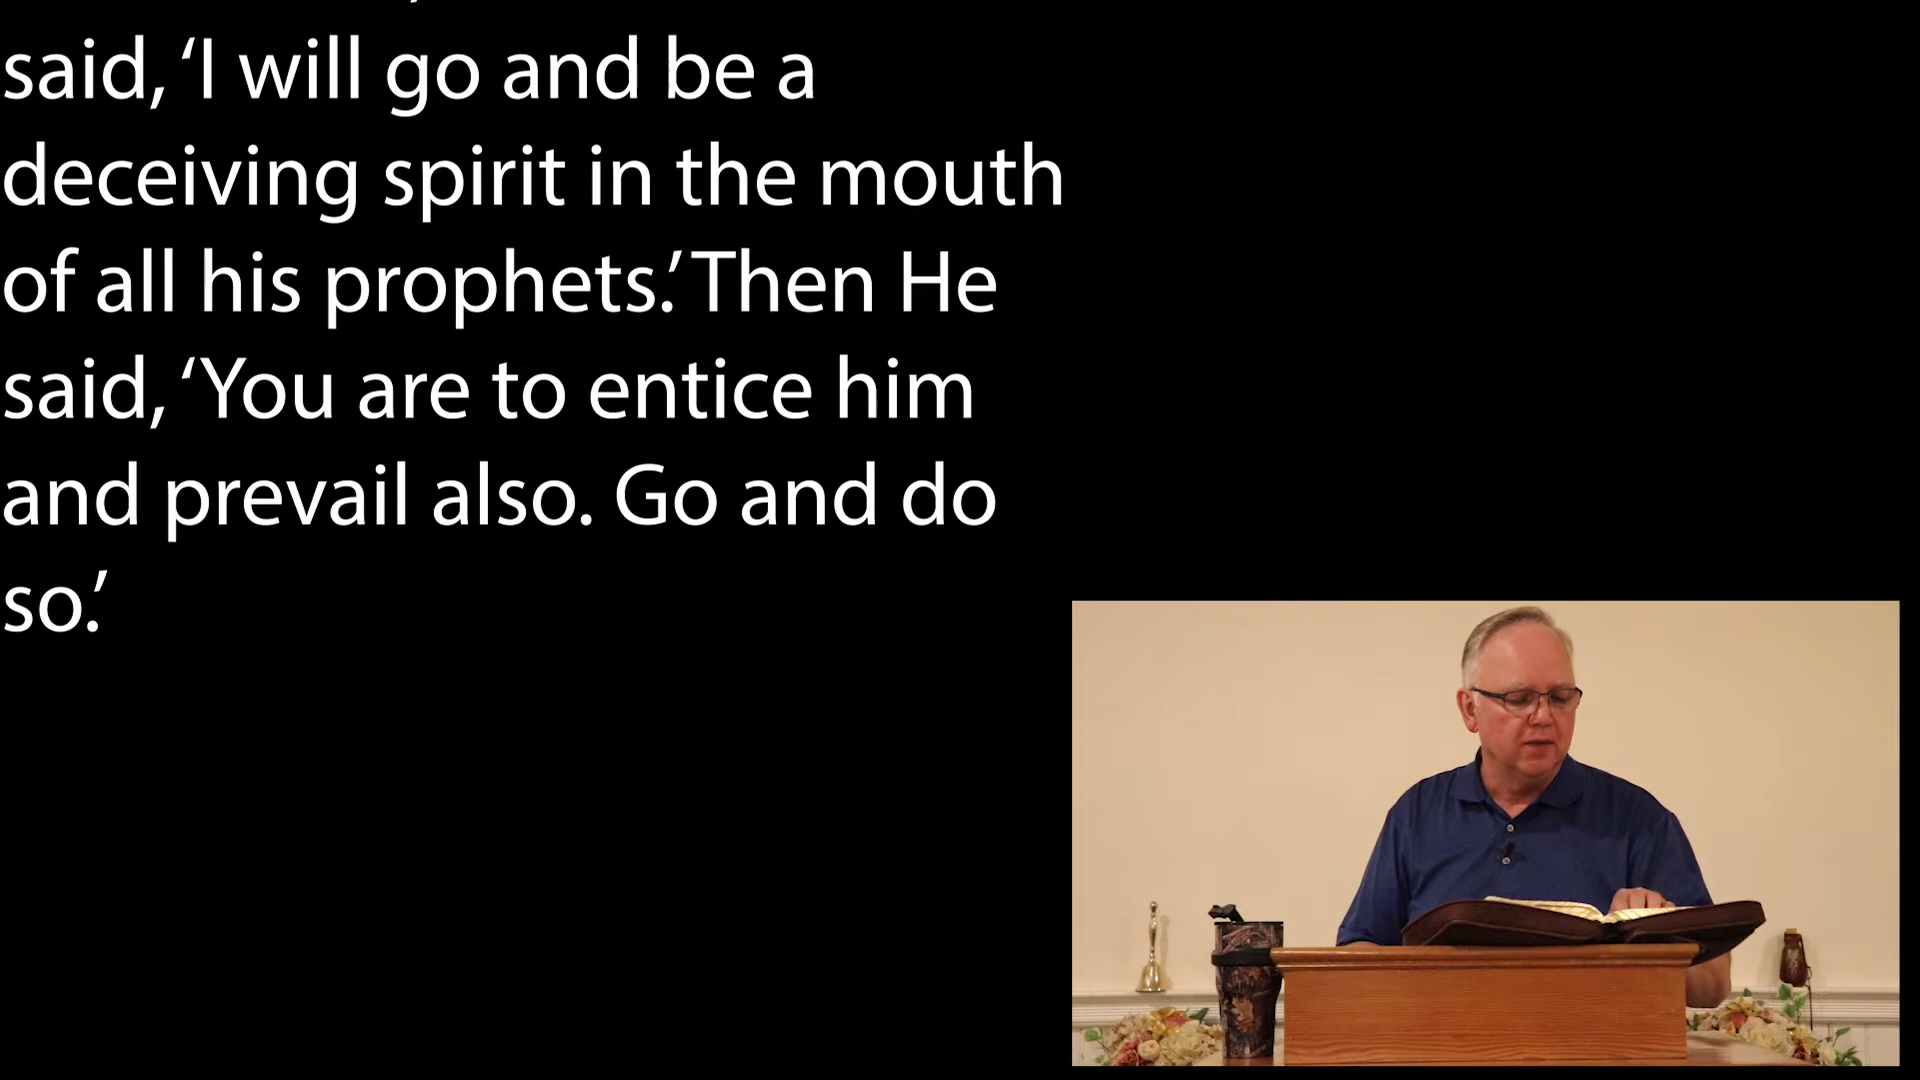 said, ‘I will go and be a
deceiving spirit in the mouth
of all his prophets.’ Then He
said, ‘You are to entice him
and prevail also. Go and do
so.’